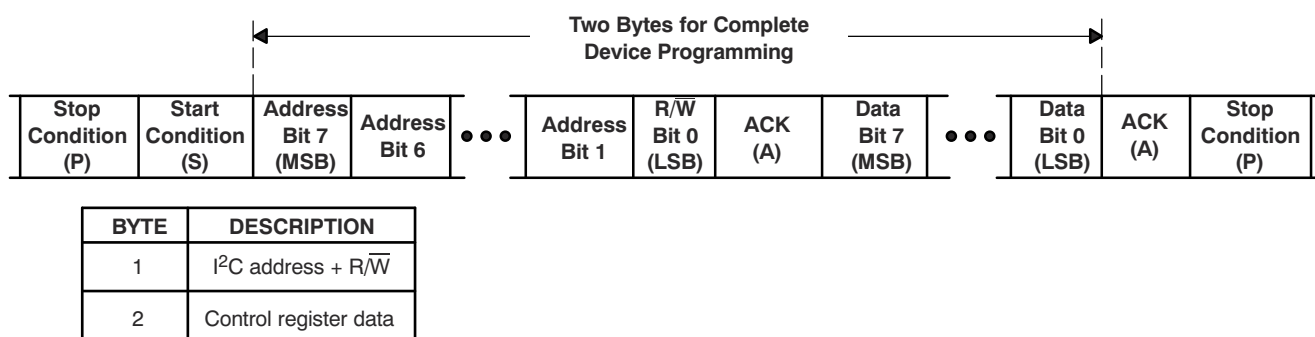 Two Bytes for Complete
Device Programming
Stop
Condition
(P)
Start
Condition
(S)
Address
Bit 7
(MSB)
Address
Bit 6
•••
Address
Bit 1
R/W̅
Bit 0
(LSB)
ACK
(A)
Data
Bit 7
(MSB)
•••
Data
Bit 0
(LSB)
ACK
(A)
Stop
Condition
(P)
BYTE DESCRIPTION
1 I²C address + R/W̅
2 Control register data